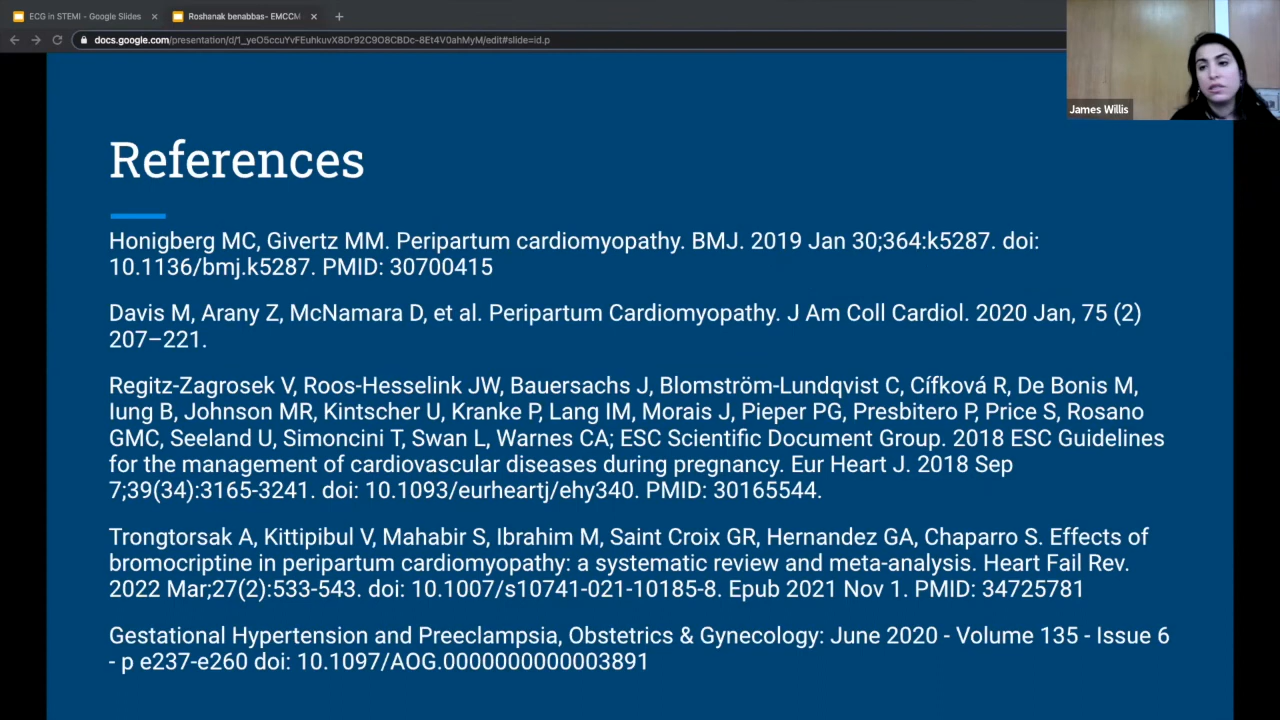 ECG in STEMI - Google Slides
Roshanak benabbas- EMCCM
docs.google.com/presentation/d/1_yeO5ccuYvFEuhkuvX8Dr92C9O8CBDc-8Et4V0ahMyM/edit#slide=id.p
James Willis
References
Honigberg MC, Givertz MM. Peripartum cardiomyopathy. BMJ. 2019 Jan 30;364:k5287. doi:
10.1136/bmj.k5287. PMID: 30700415
Davis M, Arany Z, McNamara D, et al. Peripartum Cardiomyopathy. J Am Coll Cardiol. 2020 Jan, 75 (2)
207–221.
Regitz-Zagrosek V, Roos-Hesselink JW, Bauersachs J, Blomström-Lundqvist C, Cífková R, De Bonis M,
Iung B, Johnson MR, Kintscher U, Kranke P, Lang IM, Morais J, Pieper PG, Presbitero P, Price S, Rosano
GMC, Seeland U, Simoncini T, Swan L, Warnes CA; ESC Scientific Document Group. 2018 ESC Guidelines
for the management of cardiovascular diseases during pregnancy. Eur Heart J. 2018 Sep
7;39(34):3165-3241. doi: 10.1093/eurheartj/ehy340. PMID: 30165544.
Trongtorsak A, Kittipibul V, Mahabir S, Ibrahim M, Saint Croix GR, Hernandez GA, Chaparro S. Effects of
bromocriptine in peripartum cardiomyopathy: a systematic review and meta-analysis. Heart Fail Rev.
2022 Mar;27(2):533-543. doi: 10.1007/s10741-021-10185-8. Epub 2021 Nov 1. PMID: 34725781
Gestational Hypertension and Preeclampsia, Obstetrics & Gynecology: June 2020 - Volume 135 - Issue 6
- p e237-e260 doi: 10.1097/AOG.0000000000003891